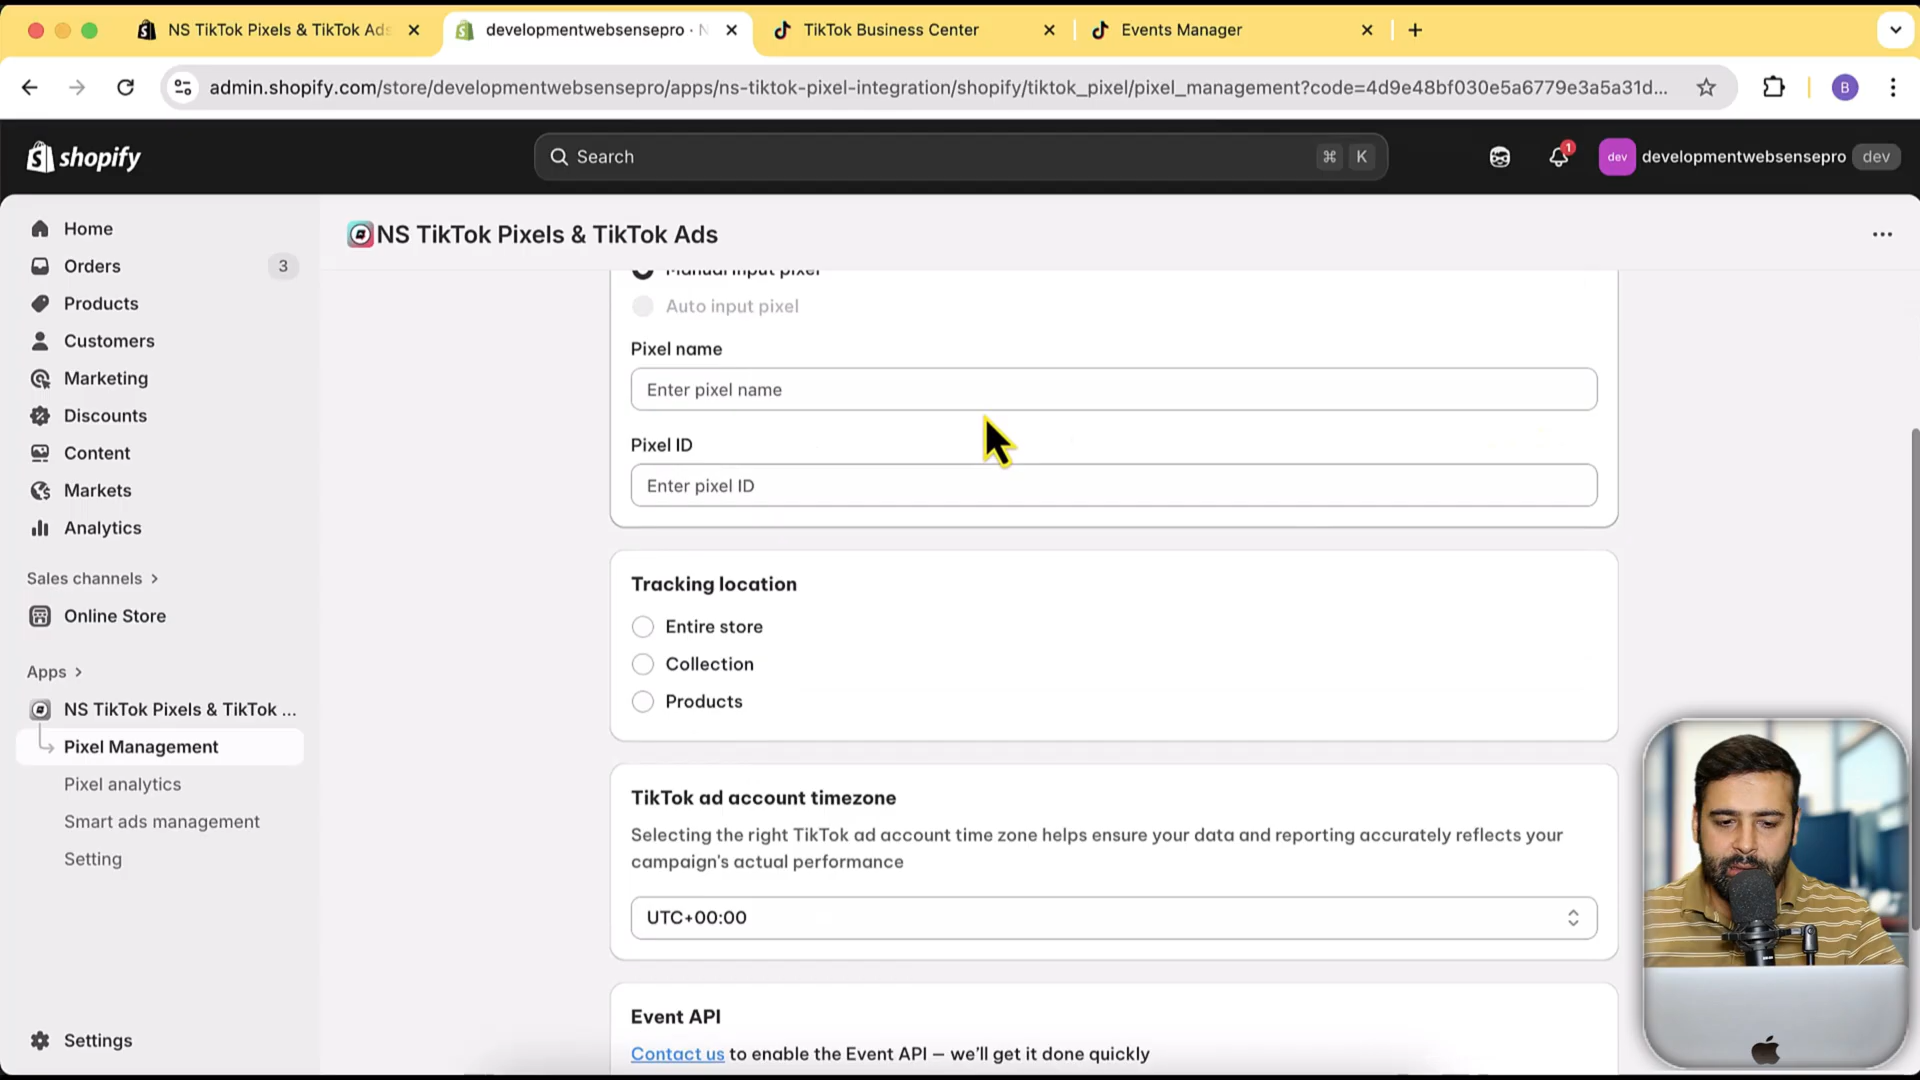 NS TikTok Pixels & TikTok Ads
developmentwebsensepro · N
TikTok Business Center
Events Manager
admin.shopify.com/store/developmentwebsensepro/apps/ns-tiktok-pixel-integration/shopify/tiktok_pixel/pixel_management?code=4d9e48bf030e5a6779e3a5a31d...
B
shopify
Search
⌘ K
1
dev
developmentwebsensepro
dev
Home
Orders
3
Products
Customers
Marketing
Discounts
Content
Markets
Analytics
Sales channels
Online Store
Apps
NS TikTok Pixels & TikTok ...
Pixel Management
Pixel analytics
Smart ads management
Setting
Settings
NS TikTok Pixels & TikTok Ads
Manual input pixel
Auto input pixel
Pixel name
Enter pixel name
Pixel ID
Enter pixel ID
Tracking location
Entire store
Collection
Products
TikTok ad account timezone
Selecting the right TikTok ad account time zone helps ensure your data and reporting accurately reflects your
campaign's actual performance
UTC+00:00
Event API
Contact us to enable the Event API – we'll get it done quickly